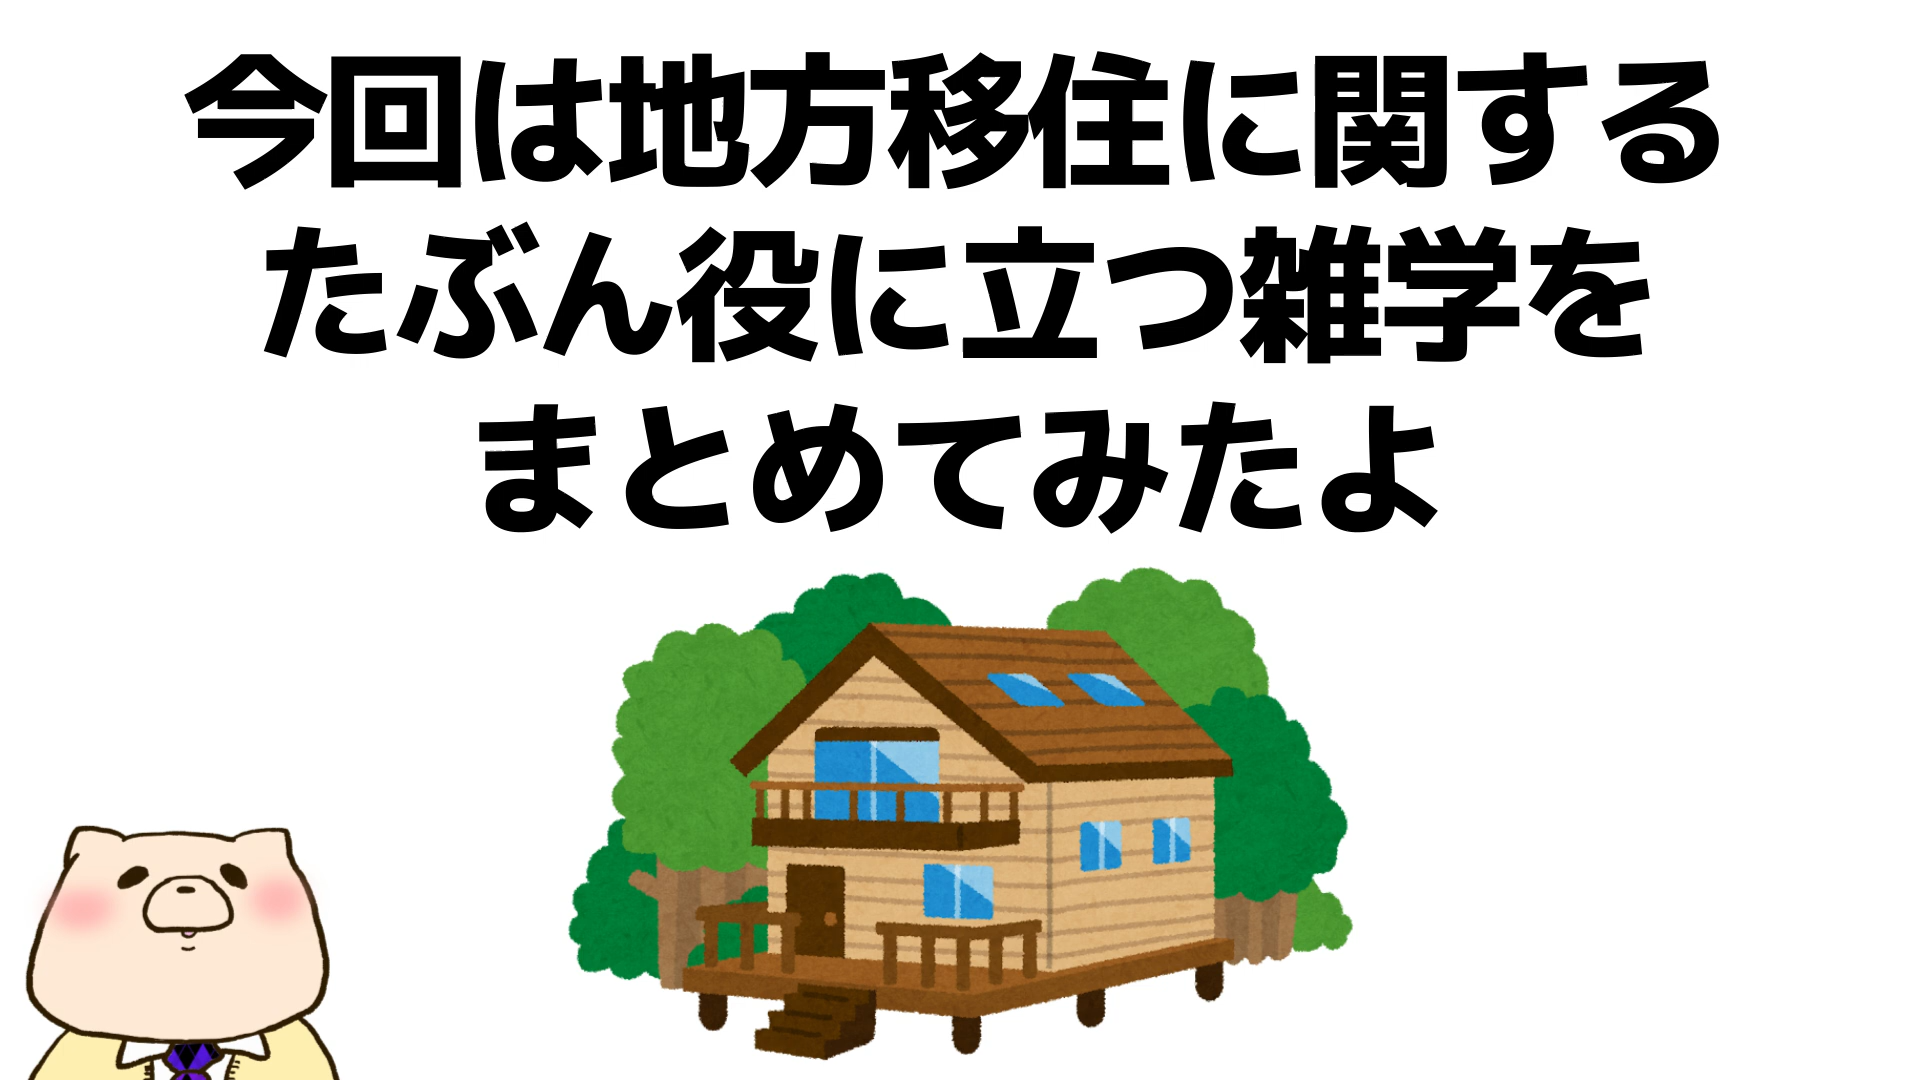 今回は地方移住に関する
たぶん役に立つ雑学を
まとめてみたよ